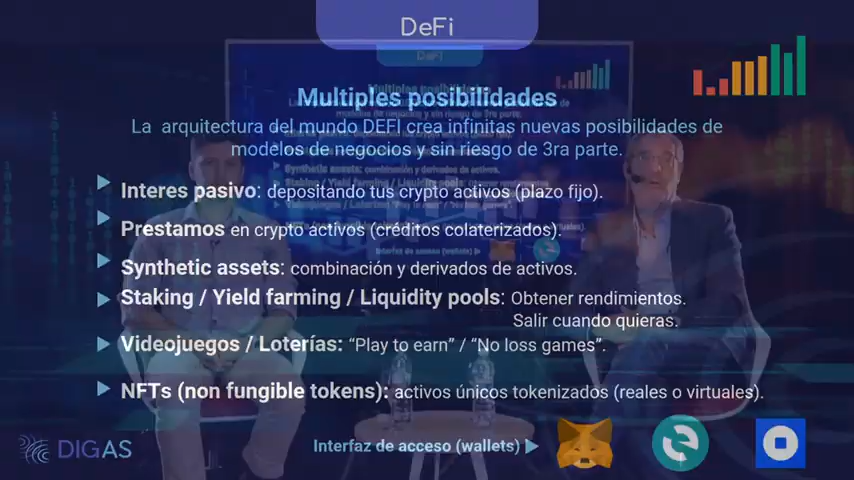 DeFi
Multiples posibilidades
La arquitectura del mundo DEFI crea infinitas nuevas posibilidades de
modelos de negocios y sin riesgo de 3ra parte.
Interes pasivo: depositando tus crypto activos (plazo fijo).
Prestamos en crypto activos (créditos colaterizados).
Synthetic assets: combinación y derivados de activos.
Staking / Yield farming / Liquidity pools: Obtener rendimientos.
Salir cuando quieras.
Videojuegos / Loterías: “Play to earn” / “No loss games”.
NFTs (non fungible tokens): activos únicos tokenizados (reales o virtuales).
DIGAS
Interfaz de acceso (wallets)